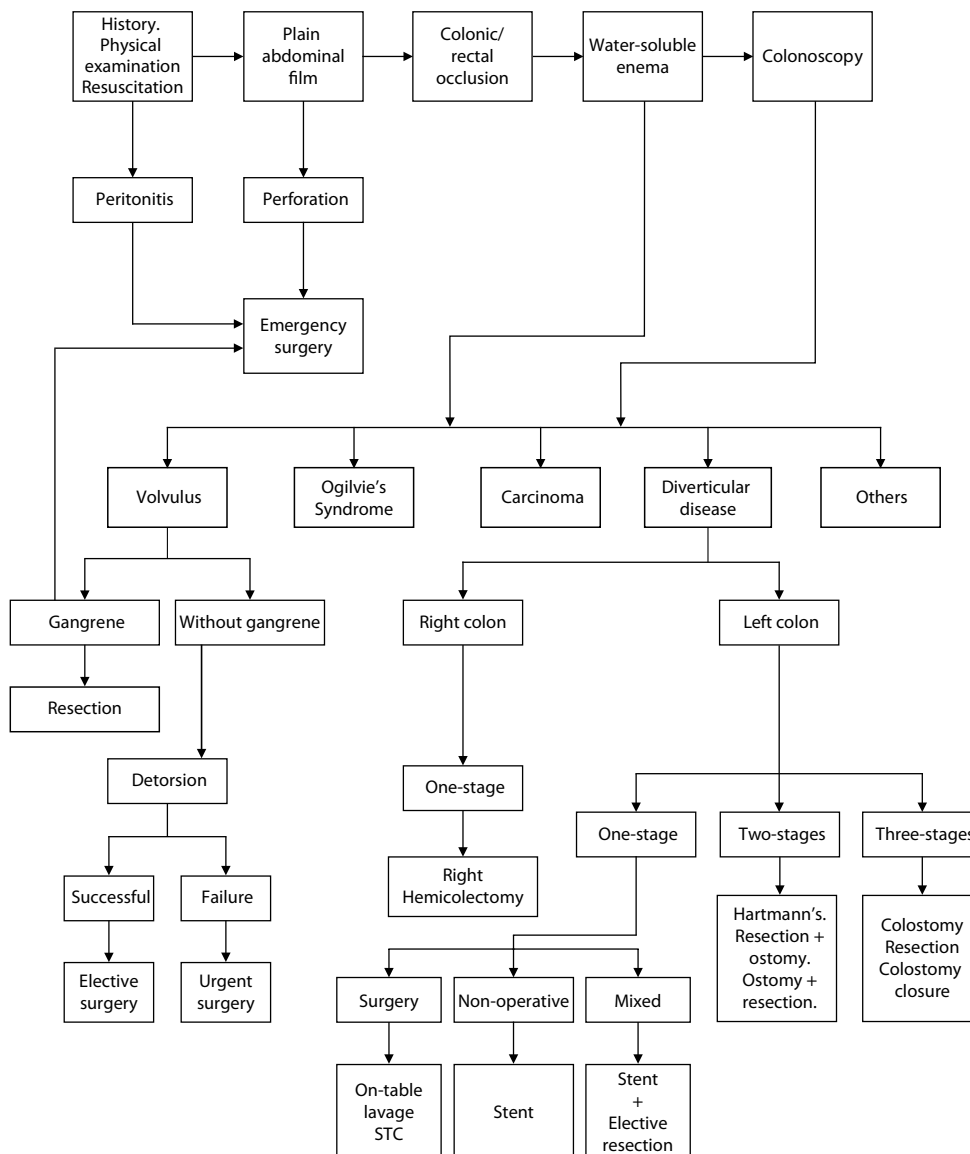 History.
Physical
examination
Resuscitation
Plain
abdominal
film
Colonic/
rectal
occlusion
Water-soluble
enema
Colonoscopy
Peritonitis
Perforation
Emergency
surgery
Volvulus
Ogilvie's
Syndrome
Carcinoma
Diverticular
disease
Others
Gangrene
Without gangrene
Right colon
Left colon
Resection
Detorsion
One-stage
One-stage
Two-stages
Three-stages
Successful
Failure
Right
Hemicolectomy
Hartmann's.
Resection +
ostomy.
Ostomy +
resection.
Colostomy
Resection
Colostomy
closure
Elective
surgery
Urgent
surgery
Surgery
Non-operative
Mixed
On-table
lavage
STC
Stent
Stent
+
Elective
resection